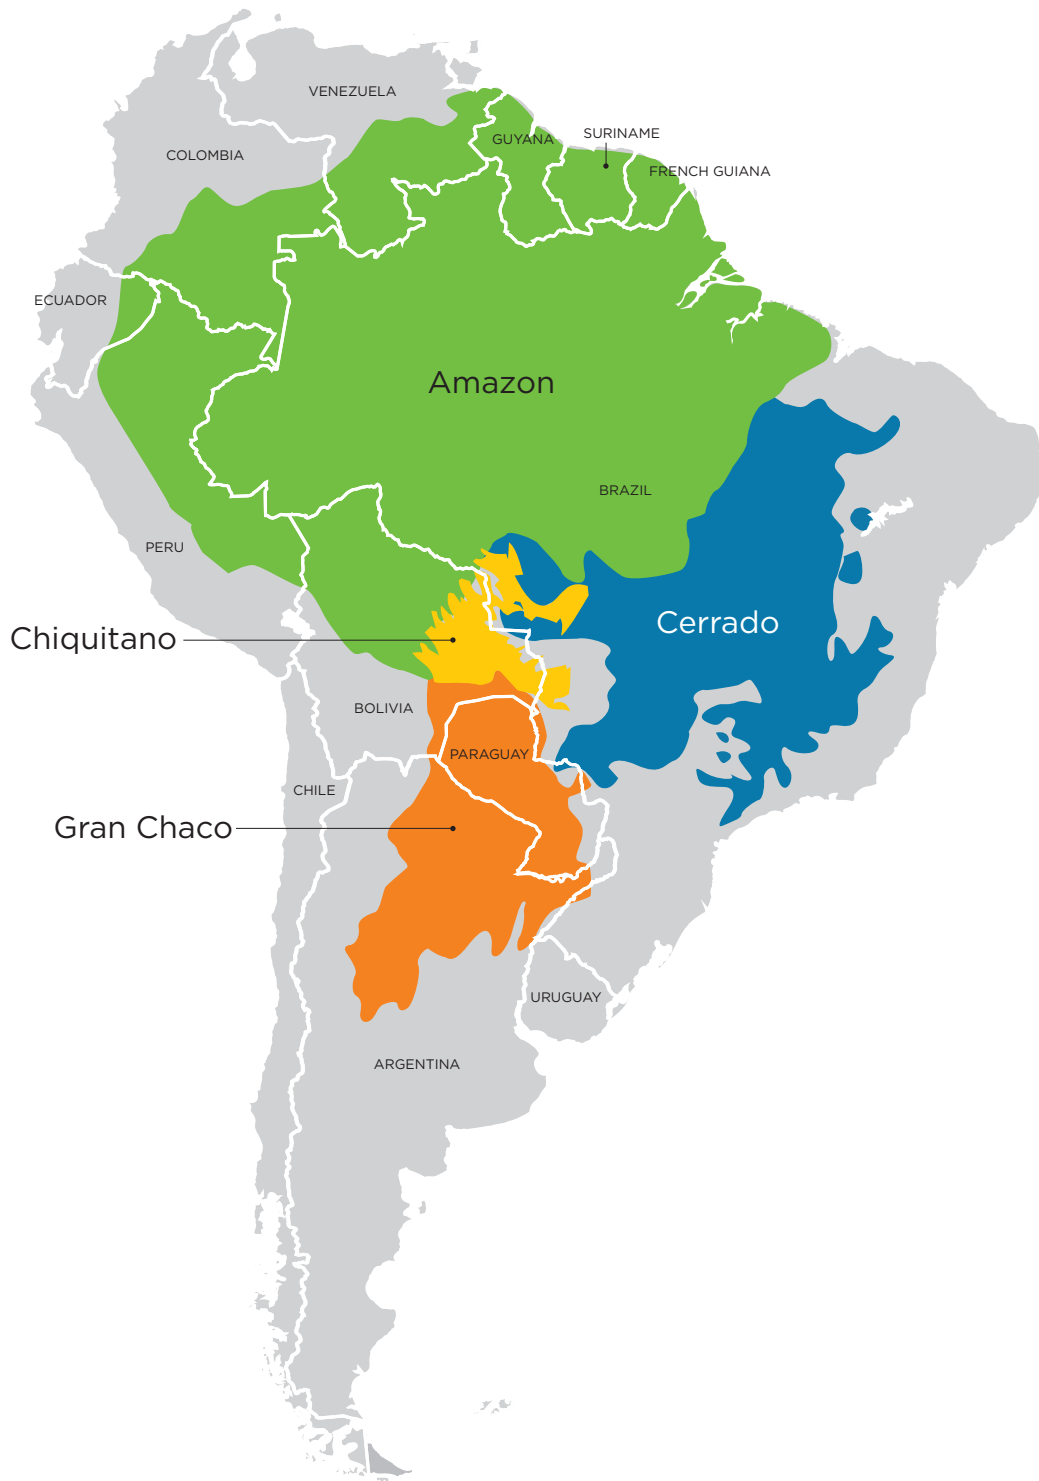 VENEZUELA
SURINAME
GUYANA
COLOMBIA
FRENCH GUIANA
ECUADOR
Amazon
BRAZIL
PERU
Cerrado
Chiquitano
BOLIVIA
PARAGUAY
CHILE
Gran Chaco
URUGUAY
ARGENTINA